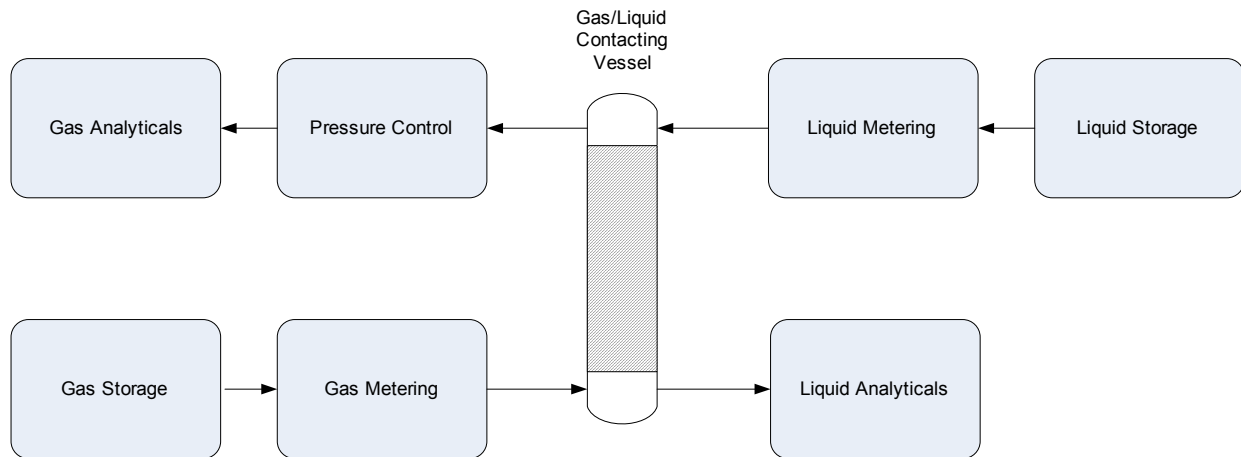 Gas/Liquid
Contacting
Vessel
Gas Analyticals
Pressure Control
Liquid Metering
Liquid Storage
Gas Storage
Gas Metering
Liquid Analyticals